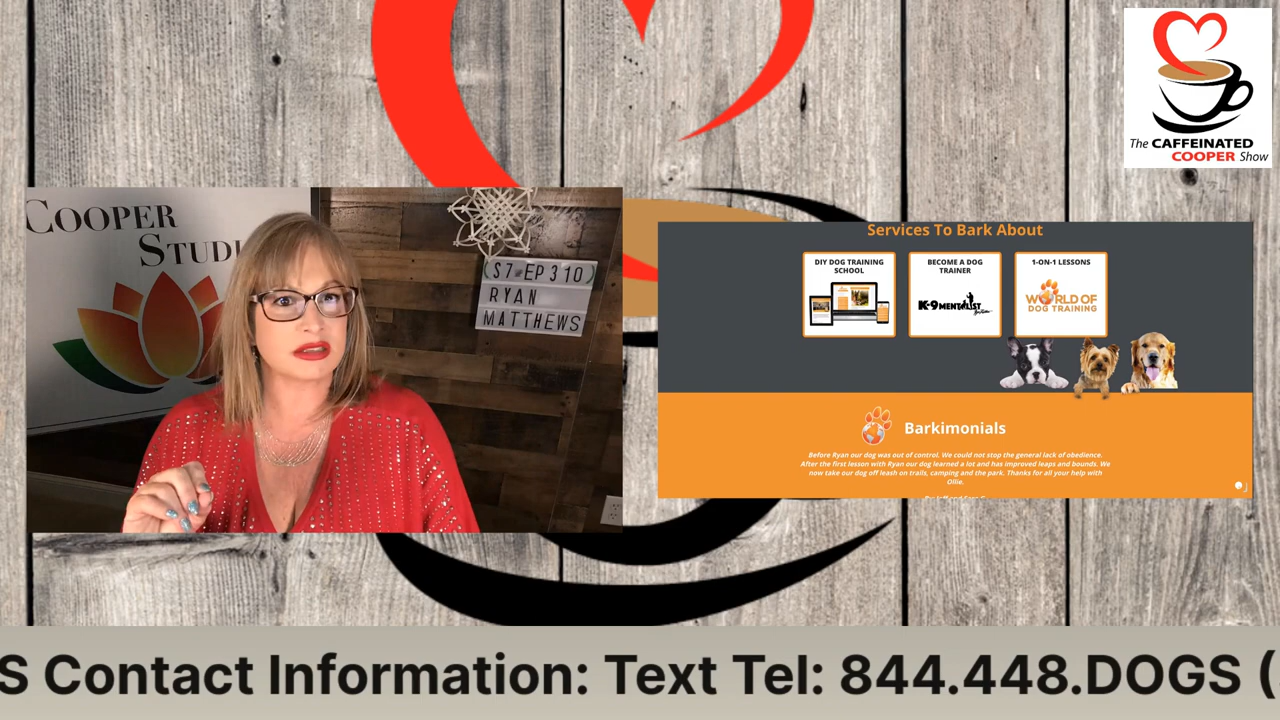 The CAFFEINATED
COOPER Show
COOPER
STUDI
(S7 EP 310)
RYAN
MATTHEWS
Services To Bark About
DIY DOG TRAINING
SCHOOL
BECOME A DOG
TRAINER
K-9 MENTALIST
1-ON-1 LESSONS
WORLD OF
DOG TRAINING
Barkimonials
Before Ryan our dog was out of control. We could not stop the general lack of obedience.
After the first lesson with Ryan our dog learned a lot and has improved leaps and bounds. We
now take our dog off leash on trails, camping and the park. Thanks for all your help with
Ollie.
S Contact Information: Text Tel: 844.448.DOGS (